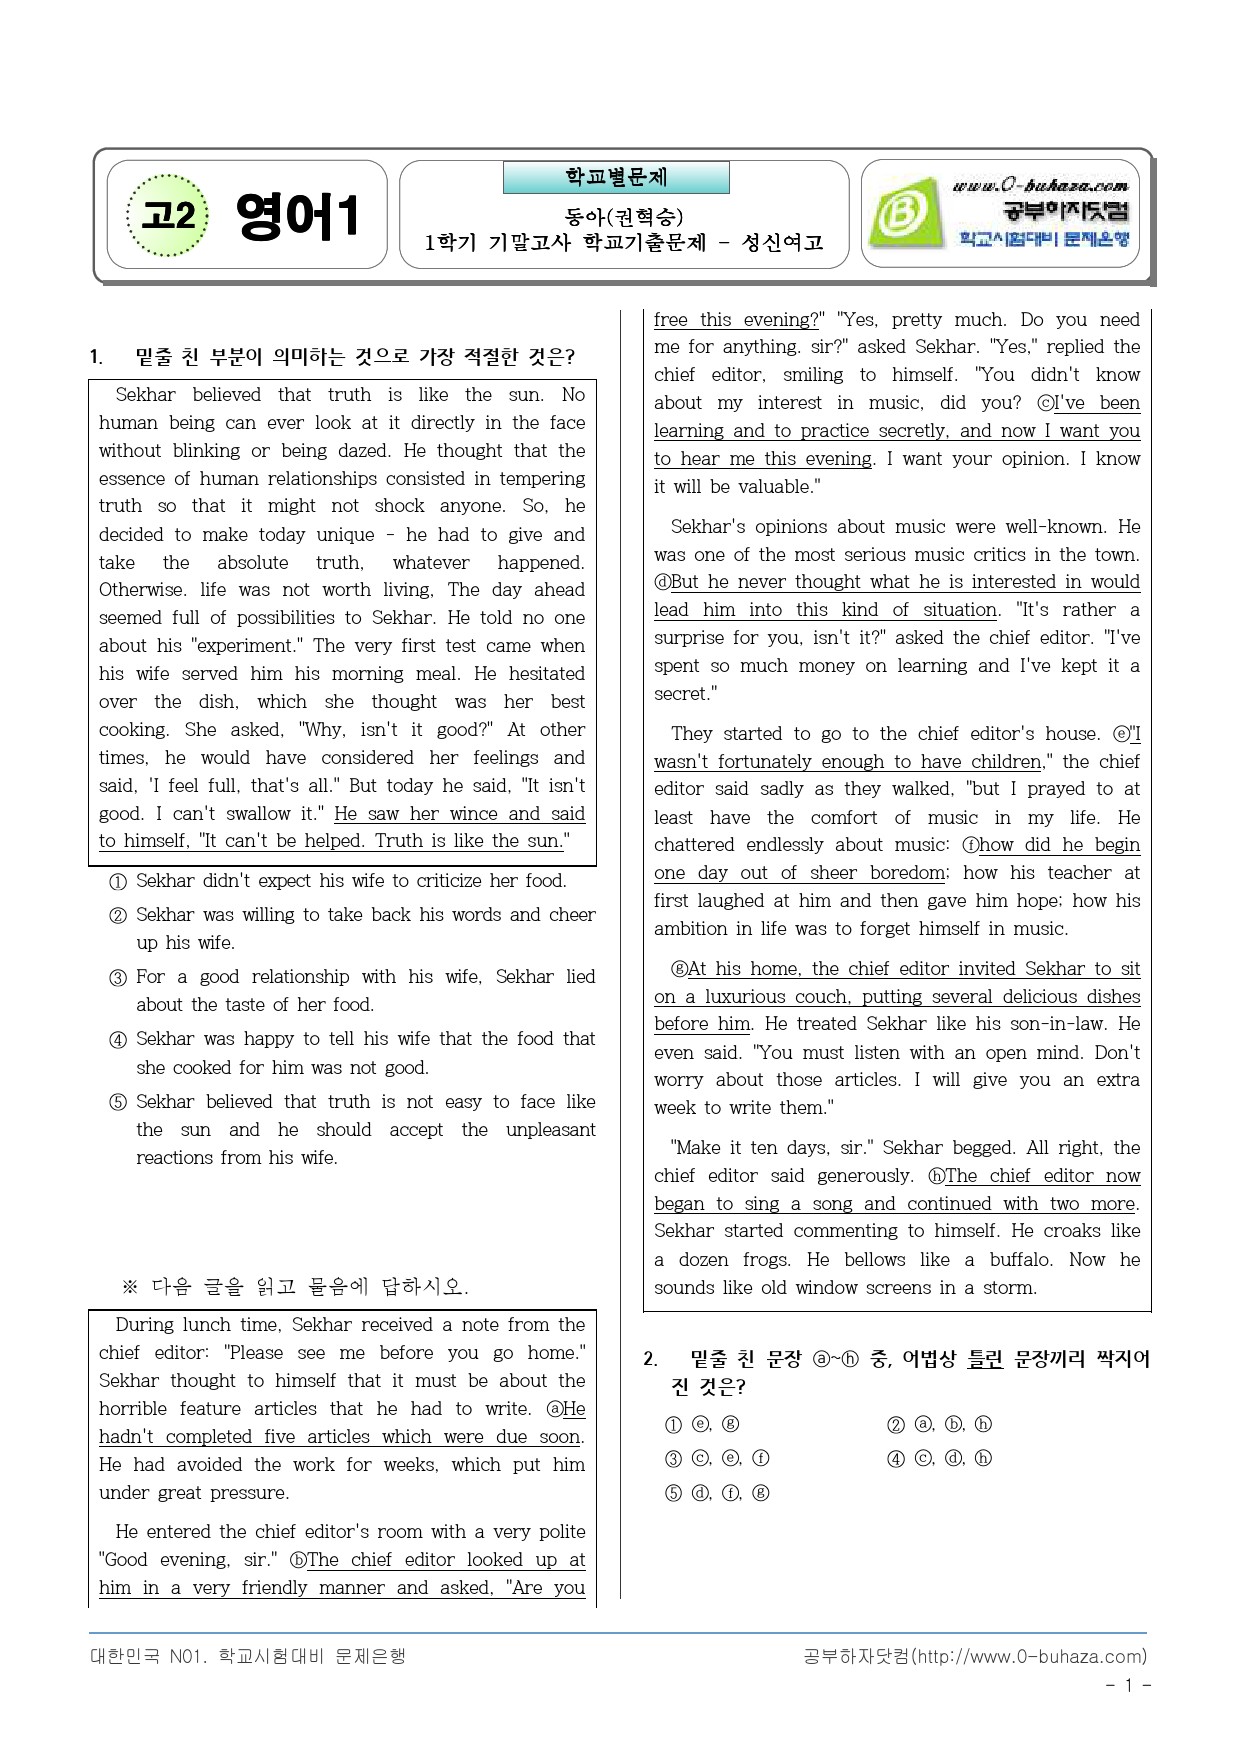 고2 영어1
학교별문제
동아(권혁승)
1학기 기말고사 학교기출문제 - 성신여고
www.0-buhaza.com
공부하자닷컴
학교시험대비 문제은행
1. 밑줄 친 부분이 의미하는 것으로 가장 적절한 것은?
Sekhar believed that truth is like the sun. No
human being can ever look at it directly in the face
without blinking or being dazed. He thought that the
essence of human relationships consisted in tempering
truth so that it might not shock anyone. So, he
decided to make today unique - he had to give and
take the absolute truth, whatever happened.
Otherwise. life was not worth living, The day ahead
seemed full of possibilities to Sekhar. He told no one
about his "experiment." The very first test came when
his wife served him his morning meal. He hesitated
over the dish, which she thought was her best
cooking. She asked, "Why, isn't it good?" At other
times, he would have considered her feelings and
said, 'I feel full, that's all." But today he said, "It isn't
good. I can't swallow it." He saw her wince and said
to himself, "It can't be helped. Truth is like the sun."
① Sekhar didn't expect his wife to criticize her food.
② Sekhar was willing to take back his words and cheer
up his wife.
③ For a good relationship with his wife, Sekhar lied
about the taste of her food.
④ Sekhar was happy to tell his wife that the food that
she cooked for him was not good.
⑤ Sekhar believed that truth is not easy to face like
the sun and he should accept the unpleasant
reactions from his wife.
※ 다음 글을 읽고 물음에 답하시오.
During lunch time, Sekhar received a note from the
chief editor: "Please see me before you go home."
Sekhar thought to himself that it must be about the
horrible feature articles that he had to write. ⓐHe
hadn't completed five articles which were due soon.
He had avoided the work for weeks, which put him
under great pressure.
He entered the chief editor's room with a very polite
"Good evening, sir." ⓑThe chief editor looked up at
him in a very friendly manner and asked, "Are you
free this evening?" "Yes, pretty much. Do you need
me for anything. sir?" asked Sekhar. "Yes," replied the
chief editor, smiling to himself. "You didn't know
about my interest in music, did you? ⓒI've been
learning and to practice secretly, and now I want you
to hear me this evening. I want your opinion. I know
it will be valuable."
Sekhar's opinions about music were well-known. He
was one of the most serious music critics in the town.
ⓓBut he never thought what he is interested in would
lead him into this kind of situation. "It's rather a
surprise for you, isn't it?" asked the chief editor. "I've
spent so much money on learning and I've kept it a
secret."
They started to go to the chief editor's house. ⓔ"I
wasn't fortunately enough to have children," the chief
editor said sadly as they walked, "but I prayed to at
least have the comfort of music in my life. He
chattered endlessly about music: ⓕhow did he begin
one day out of sheer boredom; how his teacher at
first laughed at him and then gave him hope; how his
ambition in life was to forget himself in music.
ⓖAt his home, the chief editor invited Sekhar to sit
on a luxurious couch, putting several delicious dishes
before him. He treated Sekhar like his son-in-law. He
even said. "You must listen with an open mind. Don't
worry about those articles. I will give you an extra
week to write them."
"Make it ten days, sir." Sekhar begged. All right, the
chief editor said generously. ⓗThe chief editor now
began to sing a song and continued with two more.
Sekhar started commenting to himself. He croaks like
a dozen frogs. He bellows like a buffalo. Now he
sounds like old window screens in a storm.
2. 밑줄 친 문장 ⓐ~ⓗ 중, 어법상 틀린 문장끼리 짝지어
진 것은?
① ⓔ, ⓖ ② ⓐ, ⓑ, ⓗ
③ ⓒ, ⓔ, ⓕ ④ ⓒ, ⓓ, ⓗ
⑤ ⓓ, ⓕ, ⓖ
대한민국 N01. 학교시험대비 문제은행 공부하자닷컴(http://www.0-buhaza.com)
- 1 -